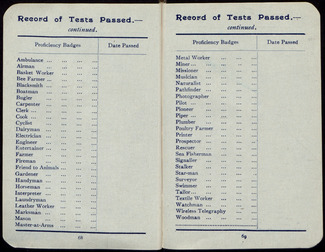 Record of Tests Passed.—
continued.
Proficiency Badges Date Passed
Ambulance ... ... ...
Airman ... ... ...
Basket Worker ... ...
Bee Farmer ... ... ...
Blacksmith ... ... ...
Boatman ... ... ...
Bugler ... ... ...
Carpenter ... ... ...
Clerk ... ... ... ...
Cook ... ... ... ...
Cyclist ... ... ...
Dairyman ... ... ...
Electrician ... ... ...
Engineer ... ... ...
Entertainer ... ... ...
Farmer ... ... ...
Fireman ... ... ...
Friend to Animals ... ...
Gardener ... ... ...
Handyman ... ... ...
Horseman ... ... ...
Interpreter ... ... ...
Laundryman ... ...
Leather Worker ... ...
Marksman ... ... ...
Mason ... ... ...
Master-at-Arms ... ...
68
Record of Tests Passed.—
continued.
Proficiency Badges Date Passed
Metal Worker ... ...
Miner ... ... ... ...
Missioner ... ... ...
Musician ... ... ...
Naturalist ... ... ...
Pathfinder ... ... ...
Photographer ... ...
Pilot ... ... ... ...
Pioneer ... ... ...
Piper ... ... ... ...
Plumber ... ... ...
Poultry Farmer ... ...
Printer ... ... ...
Prospector ... ... ...
Rescuer ... ... ...
Sea Fisherman ... ...
Signaller ... ... ...
Stalker ... ... ...
Star-man ... ... ...
Surveyor ... ... ...
Swimmer ... ... ...
Tailor ... ... ... ...
Textile Worker ... ...
Watchman ... ... ...
Wireless Telegraphy ...
Woodman ... ... ...
69